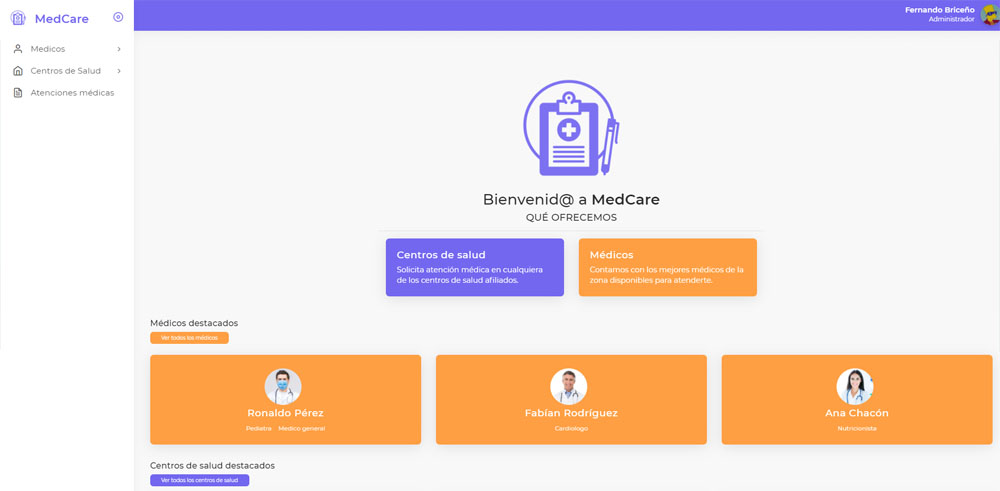 MedCare
Fernando Briceño
Administrador
Medicos
Centros de Salud
Atenciones médicas
Bienvenid@ a MedCare
QUÉ OFRECEMOS
Centros de salud
Solicita atención médica en cualquiera
de los centros de salud afiliados.
Médicos
Contamos con los mejores médicos de la
zona disponibles para atenderte.
Médicos destacados
Ver todos los médicos
Ronaldo Pérez
Pediatra Medico general
Fabían Rodríguez
Cardiologo
Ana Chacón
Nutricionista
Centros de salud destacados
Ver todos los centros de salud